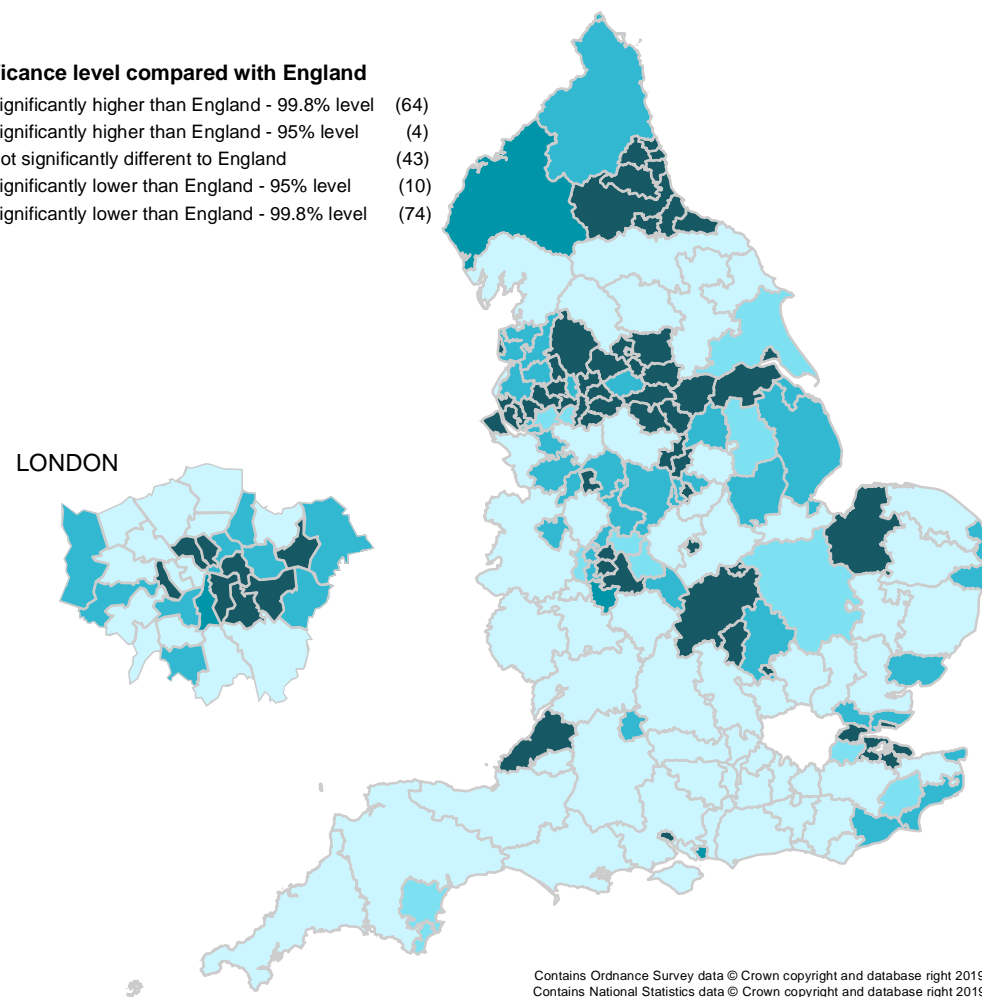 ficance level compared with England
ignificantly higher than England - 99.8% level (64)
ignificantly higher than England - 95% level (4)
ot significantly different to England (43)
ignificantly lower than England - 95% level (10)
ignificantly lower than England - 99.8% level (74)
LONDON
Contains Ordnance Survey data © Crown copyright and database right 2019
Contains National Statistics data © Crown copyright and database right 2019